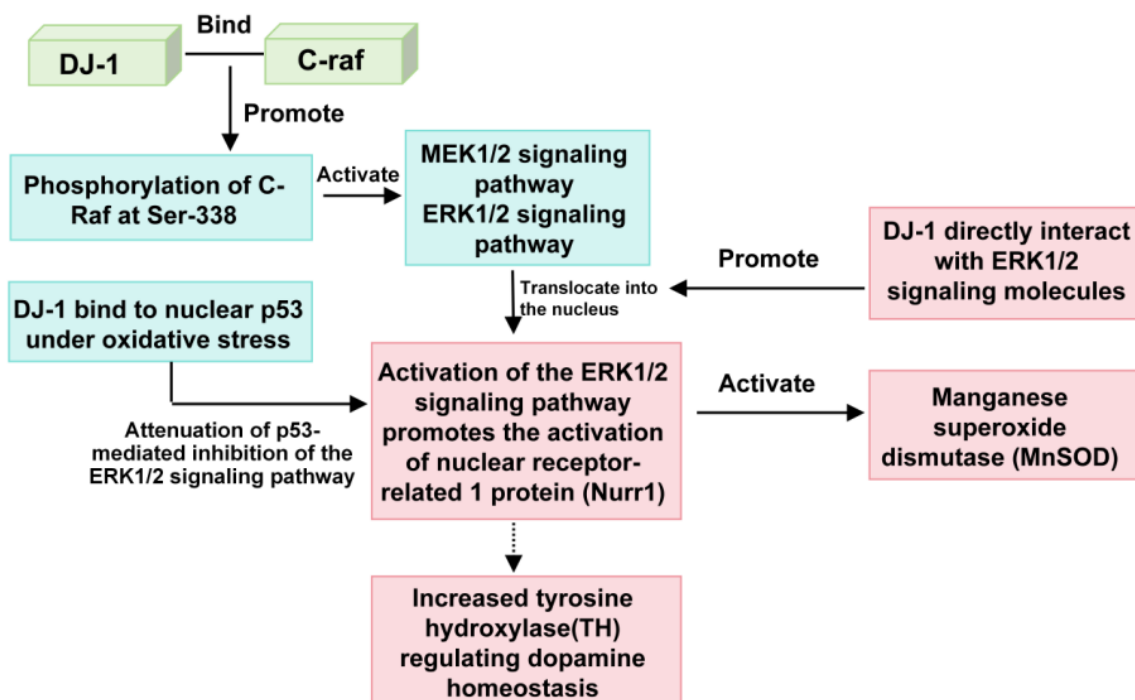 Bind
DJ-1
C-raf
Promote
Phosphorylation of C-
Raf at Ser-338
Activate
MEK1/2 signaling
pathway
ERK1/2 signaling
pathway
DJ-1 directly interact
with ERK1/2
signaling molecules
Promote
Translocate into
the nucleus
DJ-1 bind to nuclear p53
under oxidative stress
Attenuation of p53-
mediated inhibition of the
ERK1/2 signaling pathway
Activation of the ERK1/2
signaling pathway
promotes the activation
of nuclear receptor-
related 1 protein (Nurr1)
Activate
Manganese
superoxide
dismutase (MnSOD)
Increased tyrosine
hydroxylase(TH)
regulating dopamine
homeostasis